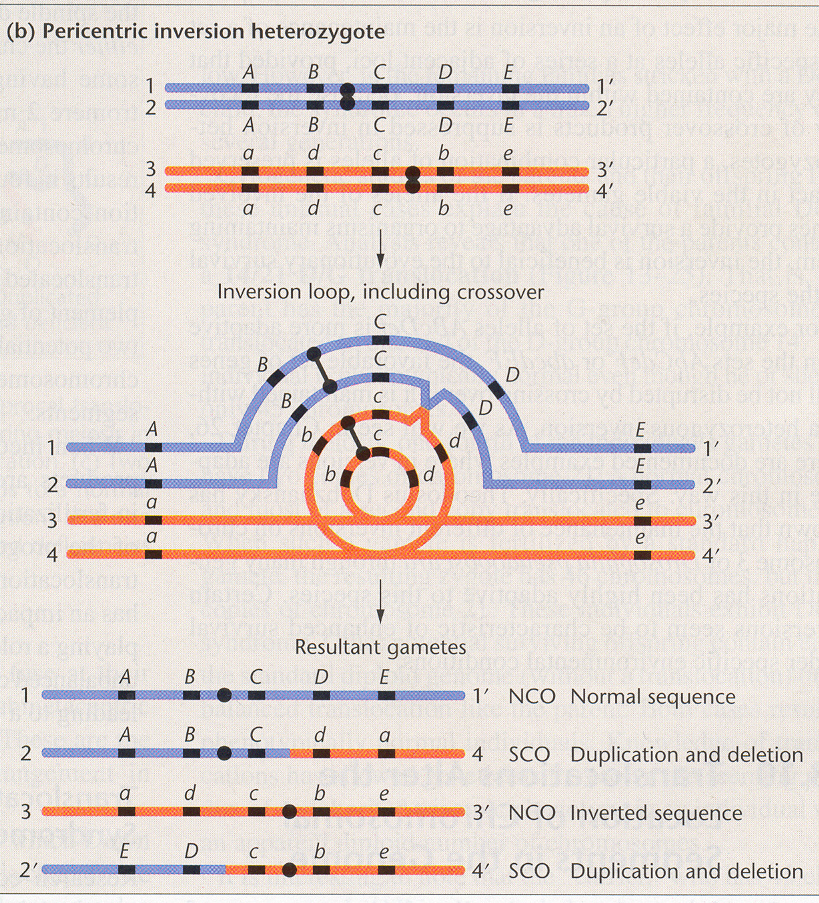 (b) Pericentric inversion heterozygote
A B C D E
1 1′
2 2′
A B C D E
a d c b e
3 3′
4 4′
a d c b e
Inversion loop, including crossover
C
B C D
B D
A c d E
1 b c 1′
A b d E
2 2′
a e
3 3′
a e
4 4′
Resultant gametes
A B C D E
1 1′ NCO Normal sequence
A B C d a
2 4 SCO Duplication and deletion
a d c b e
3 3′ NCO Inverted sequence
E D c b e
2′ 4′ SCO Duplication and deletion